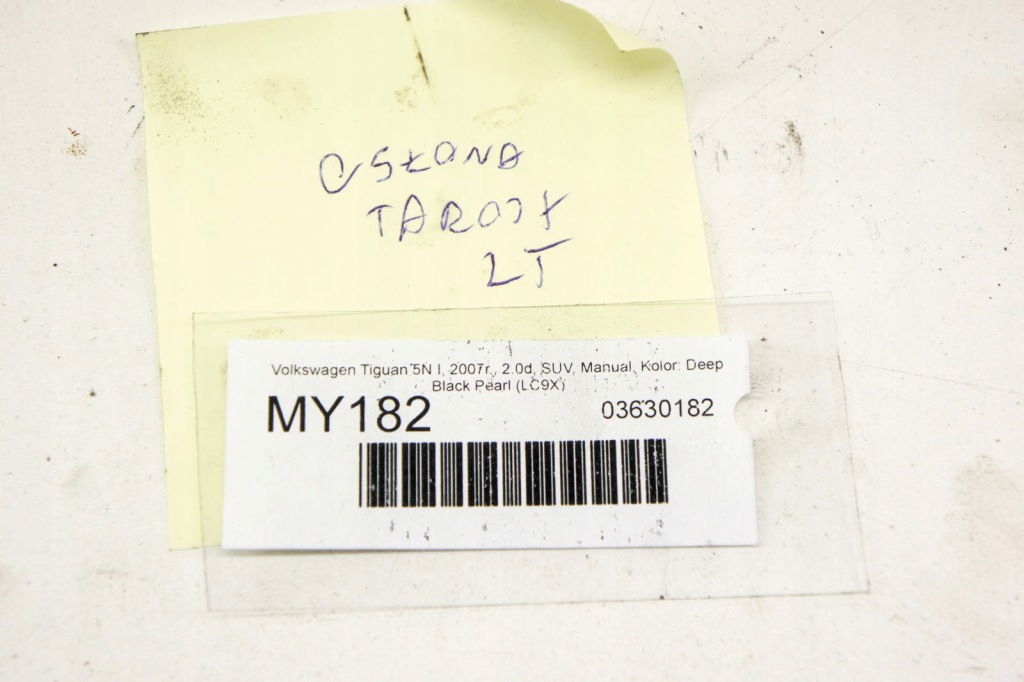 OSŁONA
TARCZY
LT
Volkswagen Tiguan 5N I, 2007r., 2.0d, SUV, Manual, Kolor: Deep
Black Pearl (LC9X)
MY182
03630182